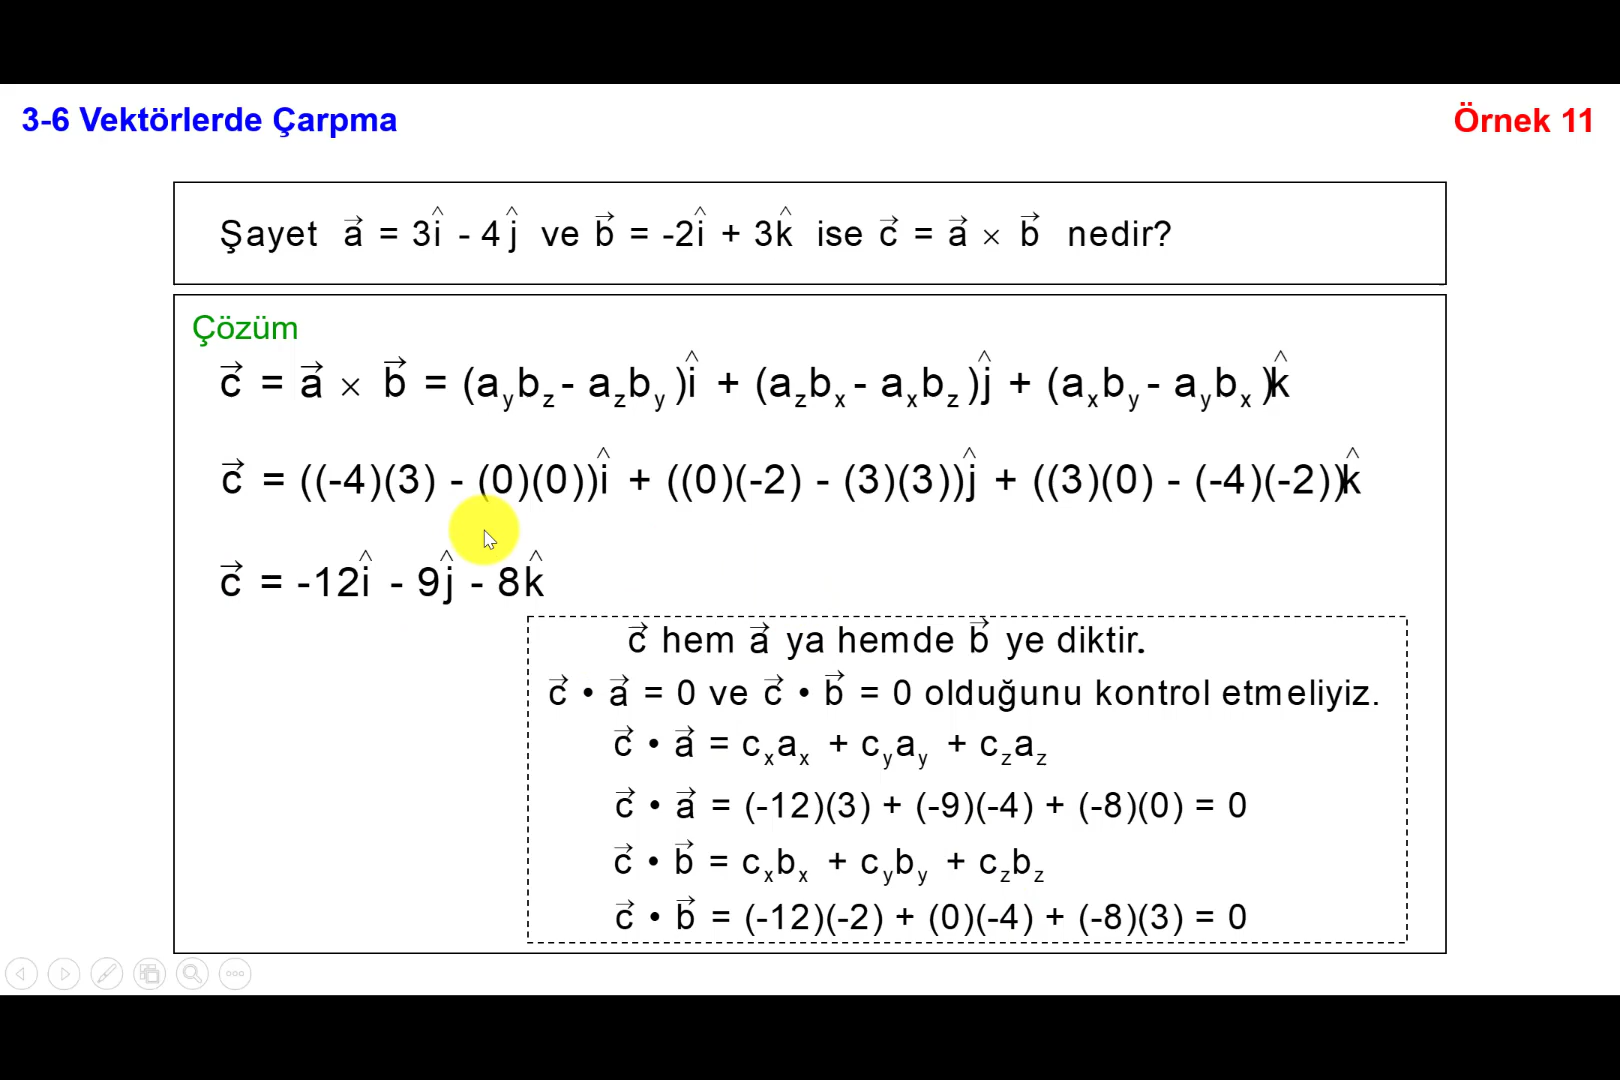 3-6 Vektörlerde Çarpma
Örnek 11
Şayet a⃗ = 3î - 4ĵ ve b⃗ = -2î + 3k̂ ise c⃗ = a⃗ × b⃗ nedir?
Çözüm
c⃗ = a⃗ × b⃗ = (a_y b_z - a_z b_y)î + (a_z b_x - a_x b_z)ĵ + (a_x b_y - a_y b_x)k̂
c⃗ = ((-4)(3) - (0)(0))î + ((0)(-2) - (3)(3))ĵ + ((3)(0) - (-4)(-2))k̂
c⃗ = -12î - 9ĵ - 8k̂
c⃗ hem a⃗ ya hemde b⃗ ye diktir.
c⃗ • a⃗ = 0 ve c⃗ • b⃗ = 0 olduğunu kontrol etmeliyiz.
c⃗ • a⃗ = c_x a_x + c_y a_y + c_z a_z
c⃗ • a⃗ = (-12)(3) + (-9)(-4) + (-8)(0) = 0
c⃗ • b⃗ = c_x b_x + c_y b_y + c_z b_z
c⃗ • b⃗ = (-12)(-2) + (0)(-4) + (-8)(3) = 0